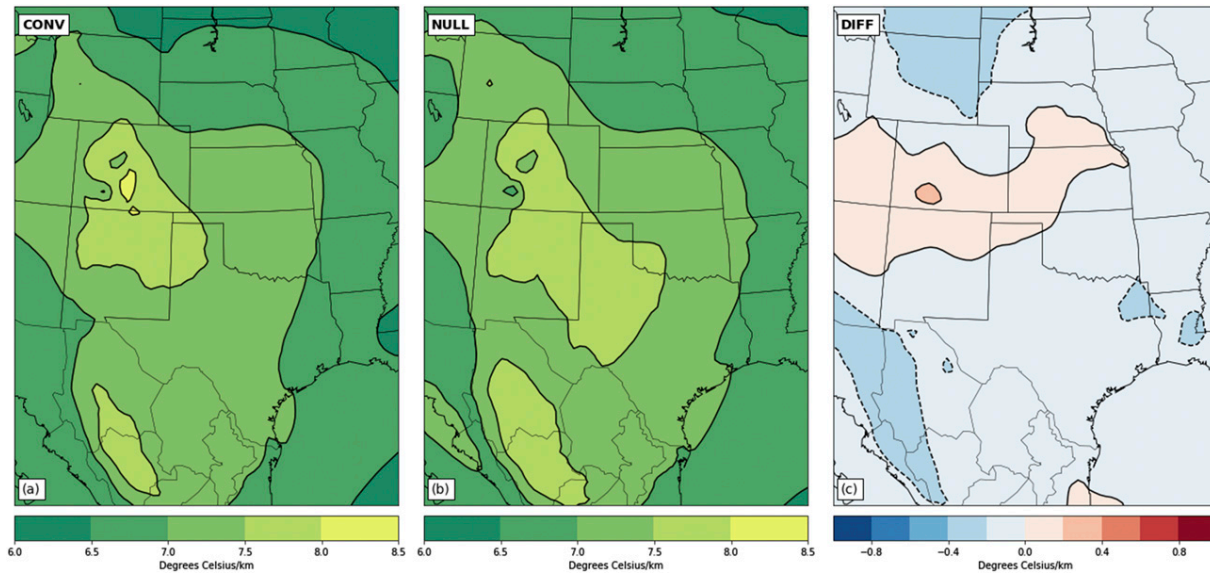 CONV
NULL
DIFF
(a)
(b)
(c)
6.0 6.5 7.0 7.5 8.0 8.5
6.0 6.5 7.0 7.5 8.0 8.5
−0.8 −0.4 0.0 0.4 0.8
Degrees Celsius/km
Degrees Celsius/km
Degrees Celsius/km